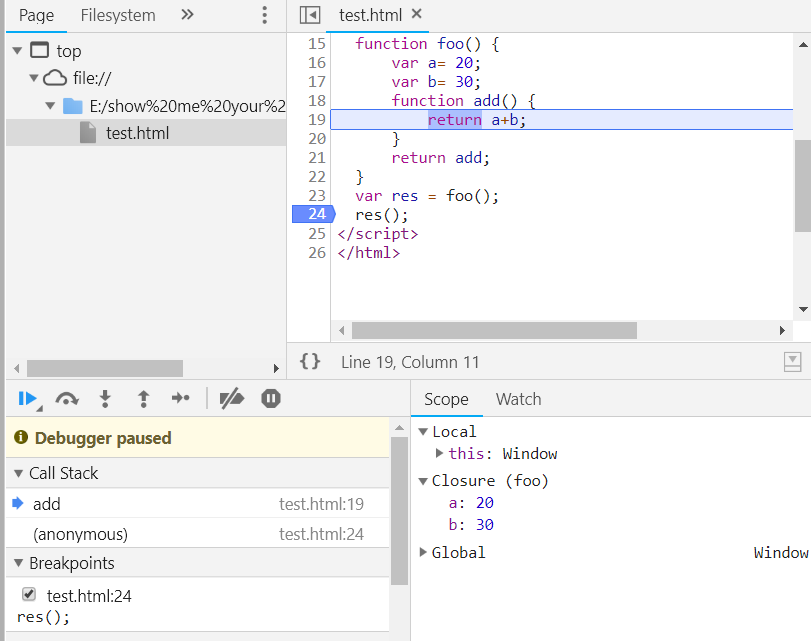 Page Filesystem »
top
file://
E:/show%20me%20your%2
test.html
test.html ×
15 function foo() {
16 var a= 20;
17 var b= 30;
18 function add() {
19 return a+b;
20 }
21 return add;
22 }
23 var res = foo();
24 res();
25 </script>
26 </html>
{} Line 19, Column 11
Debugger paused
Call Stack
add test.html:19
(anonymous) test.html:24
Breakpoints
test.html:24
res();
Scope Watch
Local
this: Window
Closure (foo)
a: 20
b: 30
Global Window